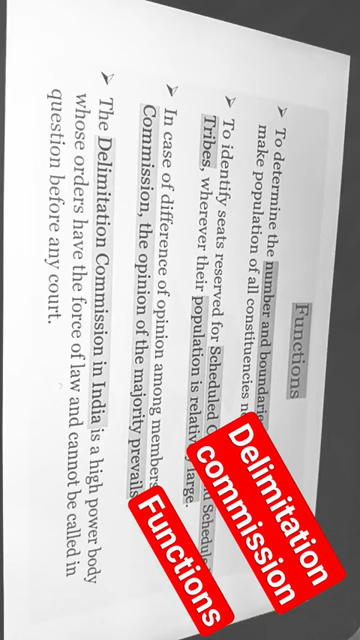 Functions
➤ To determine the number and boundarie
make population of all constituencies n
➤ To identify seats reserved for Scheduled C
Tribes, wherever their population is relativ large.
➤ In case of difference of opinion among members
Commission, the opinion of the majority prevails
➤ The Delimitation Commission in India is a high power body
whose orders have the force of law and cannot be called in
question before any court.
Delimitation
commission
Functions